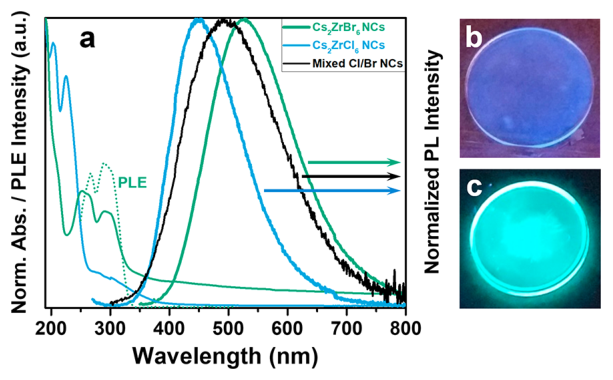 a
Cs2ZrBr6 NCs
Cs2ZrCl6 NCs
Mixed Cl/Br NCs
PLE
Norm. Abs. / PLE Intensity (a.u.)
Normalized PL Intensity
200 300 400 500 600 700 800
Wavelength (nm)
b
c